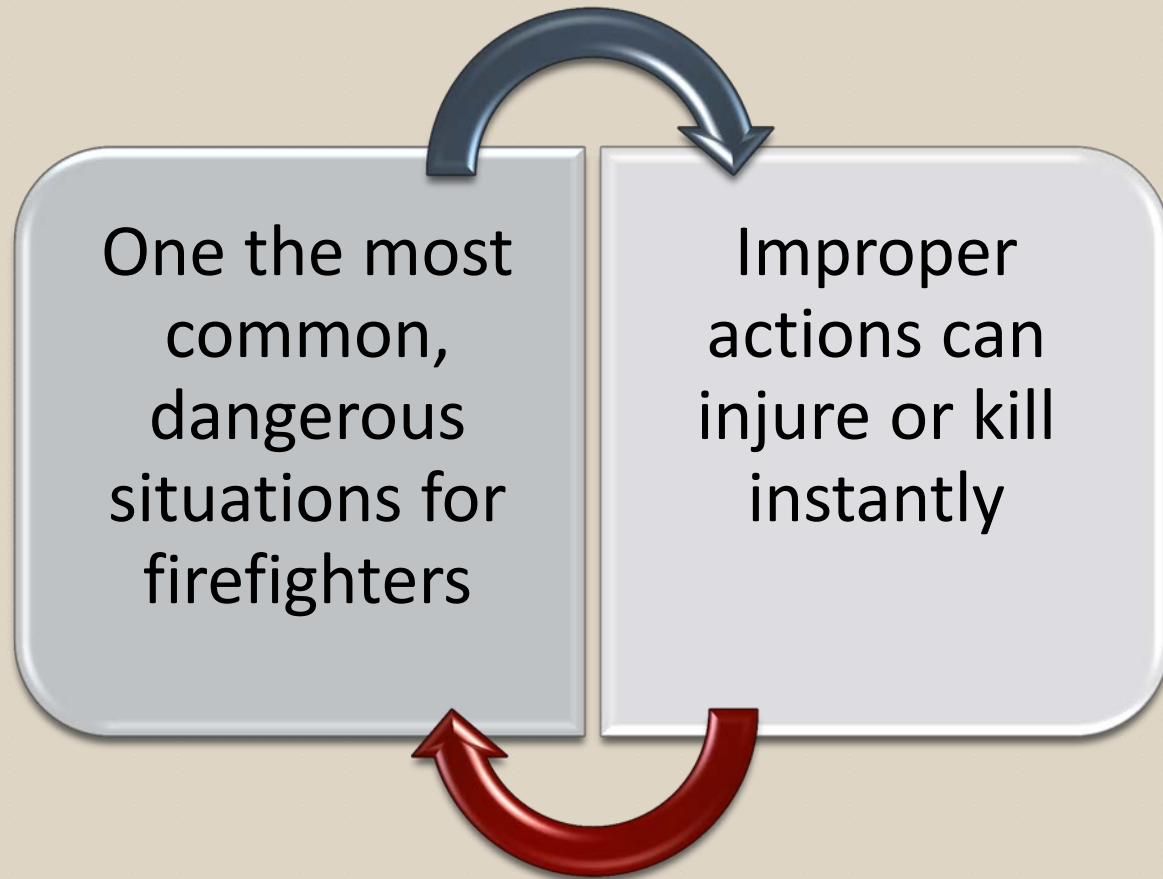 One the most
common,
dangerous
situations for
firefighters
Improper
actions can
injure or kill
instantly